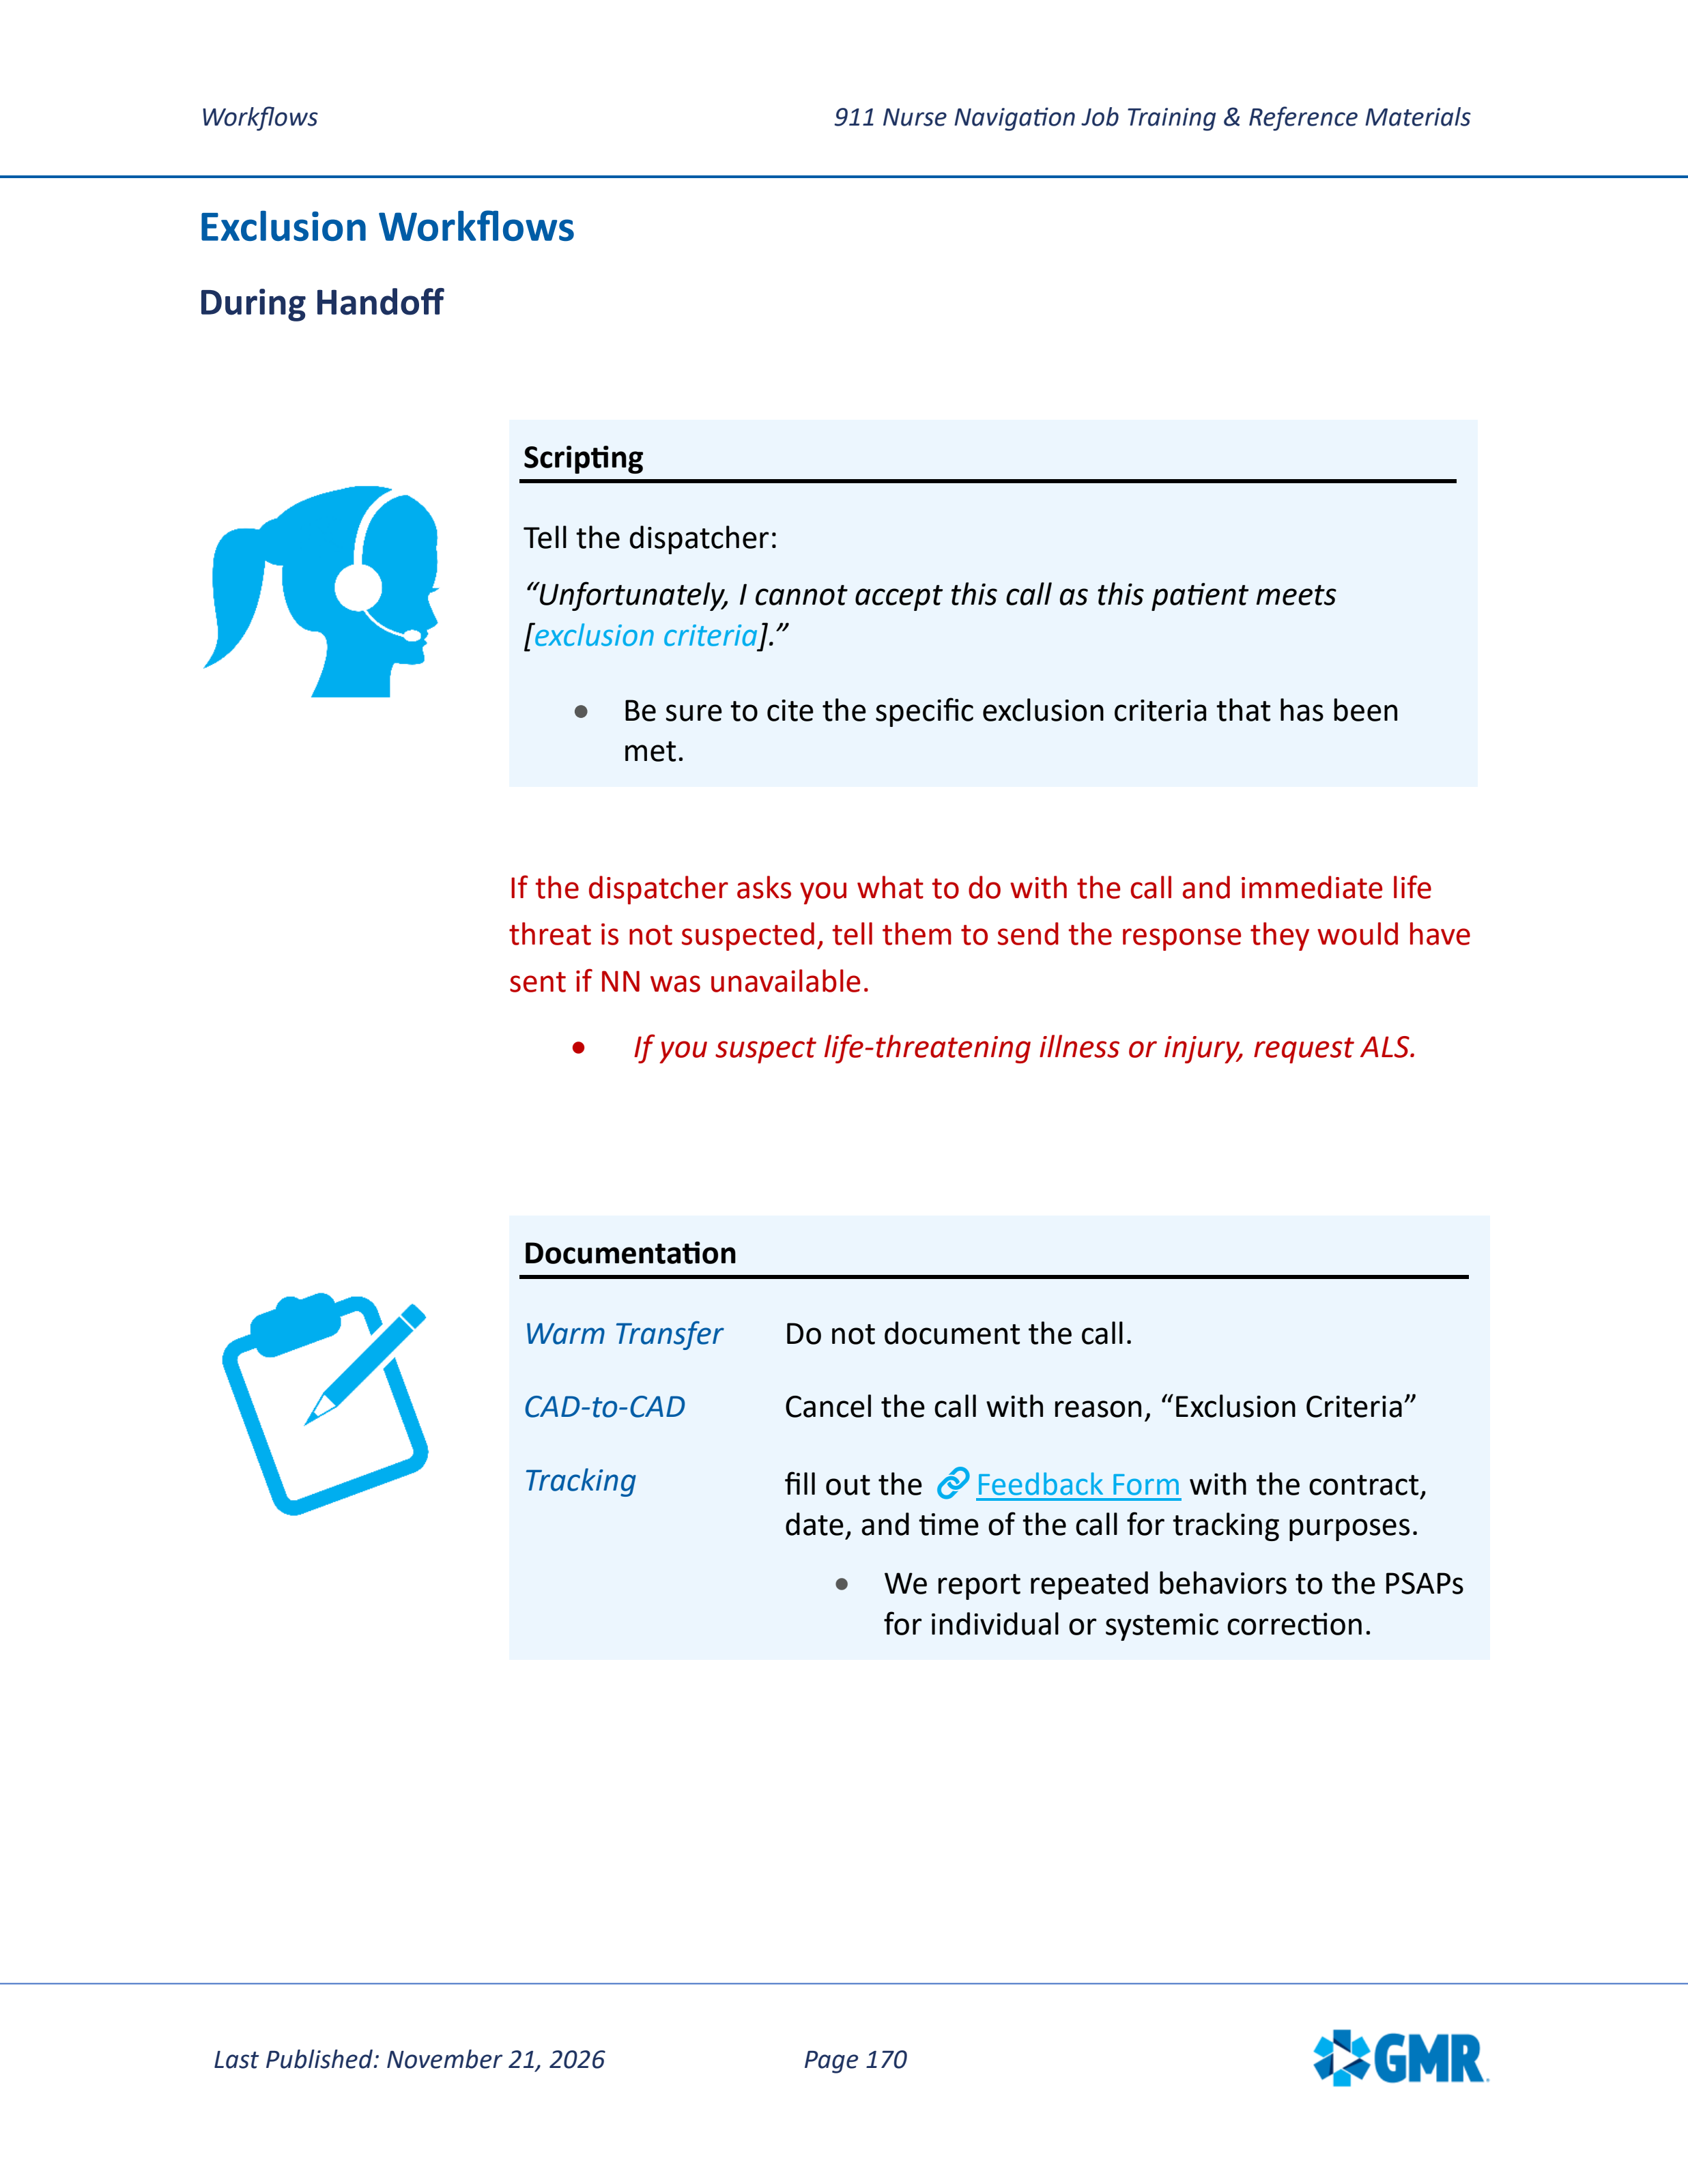 Workflows 911 Nurse Navigation Job Training & Reference Materials
Exclusion Workflows
During Handoff
Scripting
Tell the dispatcher:
“Unfortunately, I cannot accept this call as this patient meets
[exclusion criteria].”
• Be sure to cite the specific exclusion criteria that has been
met.
If the dispatcher asks you what to do with the call and immediate life
threat is not suspected, tell them to send the response they would have
sent if NN was unavailable.
• If you suspect life-threatening illness or injury, request ALS.
Documentation
Warm Transfer Do not document the call.
CAD-to-CAD Cancel the call with reason, “Exclusion Criteria”
Tracking fill out the Feedback Form with the contract,
date, and time of the call for tracking purposes.
• We report repeated behaviors to the PSAPs
for individual or systemic correction.
Last Published: November 21, 2026 Page 170 GMR